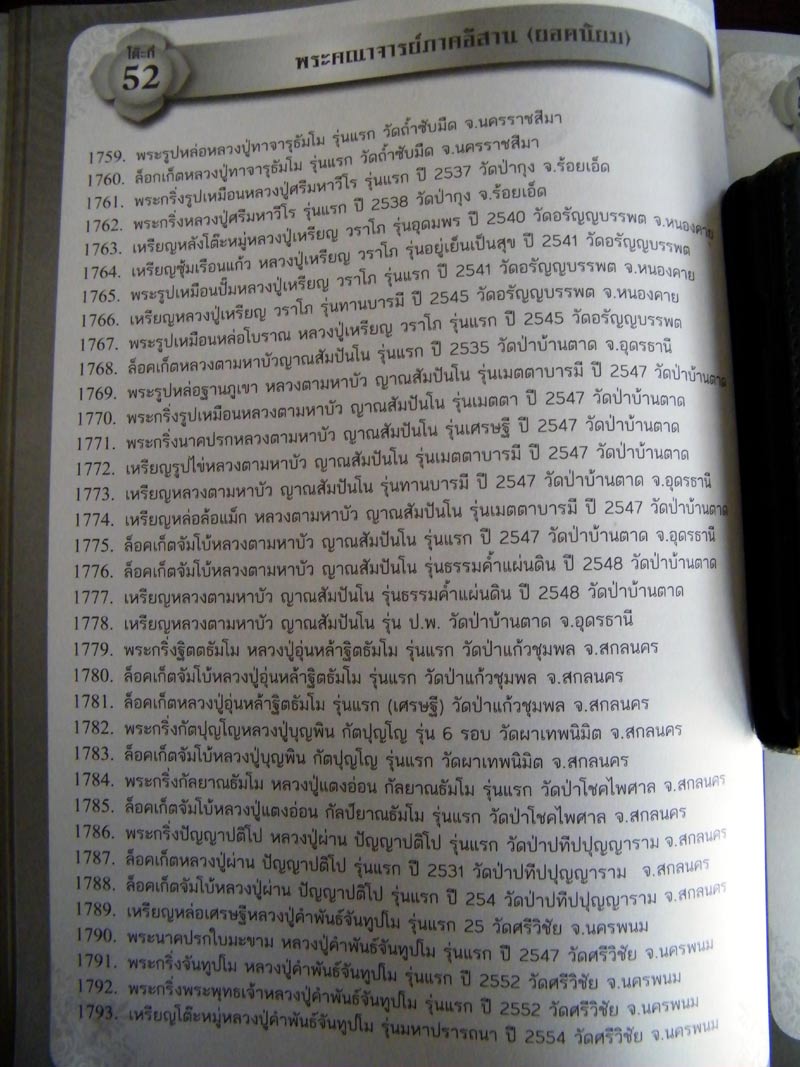 โต๊ะที่
52
พระคณาจารย์ภาคอีสาน (ยอดนิยม)
1759. พระรูปหล่อหลวงปู่ทาจารุธัมโม รุ่นแรก วัดถ้ำซับมืด จ.นครราชสีมา
1760. ล็อกเก็ตหลวงปู่ทาจารุธัมโม รุ่นแรก วัดถ้ำซับมืด จ.นครราชสีมา
1761. พระกริ่งรูปเหมือนหลวงปู่ศรีมหาวีโร รุ่นแรก ปี 2537 วัดป่ากุง จ.ร้อยเอ็ด
1762. พระกริ่งหลวงปู่ศรีมหาวีโร รุ่นแรก ปี 2538 วัดป่ากุง จ.ร้อยเอ็ด
1763. เหรียญหลังโต๊ะหมู่หลวงปู่เหรียญ วราโภ รุ่นอุดมพร ปี 2540 วัดอรัญญบรรพต จ.หนองคาย
1764. เหรียญซุ้มเรือนแก้ว หลวงปู่เหรียญ วราโภ รุ่นอยู่เย็นเป็นสุข ปี 2541 วัดอรัญญบรรพต
1765. พระรูปเหมือนปั๊มหลวงปู่เหรียญ วราโภ รุ่นแรก ปี 2541 วัดอรัญญบรรพต จ.หนองคาย
1766. เหรียญหลวงปู่เหรียญ วราโภ รุ่นทานบารมี ปี 2545 วัดอรัญญบรรพต จ.หนองคาย
1767. พระรูปเหมือนหล่อโบราณ หลวงปู่เหรียญ วราโภ รุ่นแรก ปี 2545 วัดอรัญญบรรพต
1768. ล็อคเก็ตหลวงตามหาบัวญาณสัมปันโน รุ่นแรก ปี 2535 วัดป่าบ้านตาด จ.อุดรธานี
1769. พระรูปหล่อฐานภูเขา หลวงตามหาบัว ญาณสัมปันโน รุ่นเมตตาบารมี ปี 2547 วัดป่าบ้านตาด
1770. พระกริ่งรูปเหมือนหลวงตามหาบัว ญาณสัมปันโน รุ่นเมตตา ปี 2547 วัดป่าบ้านตาด
1771. พระกริ่งนาคปรกหลวงตามหาบัว ญาณสัมปันโน รุ่นเศรษฐี ปี 2547 วัดป่าบ้านตาด
1772. เหรียญรูปไข่หลวงตามหาบัว ญาณสัมปันโน รุ่นเมตตาบารมี ปี 2547 วัดป่าบ้านตาด
1773. เหรียญหลวงตามหาบัว ญาณสัมปันโน รุ่นทานบารมี ปี 2547 วัดป่าบ้านตาด จ.อุดรธานี
1774. เหรียญหล่อล้อแม็ก หลวงตามหาบัว ญาณสัมปันโน รุ่นเมตตาบารมี ปี 2547 วัดป่าบ้านตาด
1775. ล็อคเก็ตจัมโบ้หลวงตามหาบัว ญาณสัมปันโน รุ่นแรก ปี 2547 วัดป่าบ้านตาด จ.อุดรธานี
1776. ล็อคเก็ตจัมโบ้หลวงตามหาบัว ญาณสัมปันโน รุ่นธรรมค้ำแผ่นดิน ปี 2548 วัดป่าบ้านตาด
1777. เหรียญหลวงตามหาบัว ญาณสัมปันโน รุ่นธรรมค้ำแผ่นดิน ปี 2548 วัดป่าบ้านตาด
1778. เหรียญหลวงตามหาบัว ญาณสัมปันโน รุ่น ป.พ. วัดป่าบ้านตาด จ.อุดรธานี
1779. พระกริ่งฐิตตธัมโม หลวงปู่อุ่นหล้าฐิตธัมโม รุ่นแรก วัดป่าแก้วชุมพล จ.สกลนคร
1780. ล็อคเก็ตจัมโบ้หลวงปู่อุ่นหล้าฐิตธัมโม รุ่นแรก วัดป่าแก้วชุมพล จ.สกลนคร
1781. ล็อคเก็ตหลวงปู่อุ่นหล้าฐิตธัมโม รุ่นแรก (เศรษฐี) วัดป่าแก้วชุมพล จ.สกลนคร
1782. พระกริ่งกัตปุญโญหลวงปู่บุญพิน กัตปุญโญ รุ่น 6 รอบ วัดผาเทพนิมิต จ.สกลนคร
1783. ล็อคเก็ตจัมโบ้หลวงปู่บุญพิน กัตปุญโญ รุ่นแรก วัดผาเทพนิมิต จ.สกลนคร
1784. พระกริ่งกัลยาณธัมโม หลวงปู่แตงอ่อน กัลยาณธัมโม รุ่นแรก วัดป่าโชคไพศาล จ.สกลนคร
1785. ล็อคเก็ตจัมโบ้หลวงปู่แตงอ่อน กัลป์ยาณธัมโม รุ่นแรก วัดป่าโชคไพศาล จ.สกลนคร
1786. พระกริ่งปัญญาปดิโป หลวงปู่ผ่าน ปัญญาปดิโป รุ่นแรก วัดป่าปทีปปุญญาราม จ.สกลนคร
1787. ล็อคเก็ตหลวงปู่ผ่าน ปัญญาปดิโป รุ่นแรก ปี 2531 วัดป่าปทีปปุญญาราม จ.สกลนคร
1788. ล็อคเก็ตจัมโบ้หลวงปู่ผ่าน ปัญญาปดิโป รุ่นแรก ปี 254 วัดป่าปทีปปุญญาราม จ.สกลนคร
1789. เหรียญหล่อเศรษฐีหลวงปู่คำพันธ์จันทูปโม รุ่นแรก 25 วัดศรีวิชัย จ.นครพนม
1790. พระนาคปรกใบมะขาม หลวงปู่คำพันธ์จันทูปโม รุ่นแรก ปี 2547 วัดศรีวิชัย จ.นครพนม
1791. พระกริ่งจันทูปโม หลวงปู่คำพันธ์จันทูปโม รุ่นแรก ปี 2552 วัดศรีวิชัย จ.นครพนม
1792. พระกริ่งพระพุทธเจ้าหลวงปู่คำพันธ์จันทูปโม รุ่นแรก ปี 2552 วัดศรีวิชัย จ.นครพนม
1793. เหรียญโต๊ะหมู่หลวงปู่คำพันธ์จันทูปโม รุ่นมหาปรารถนา ปี 2554 วัดศรีวิชัย จ.นครพนม